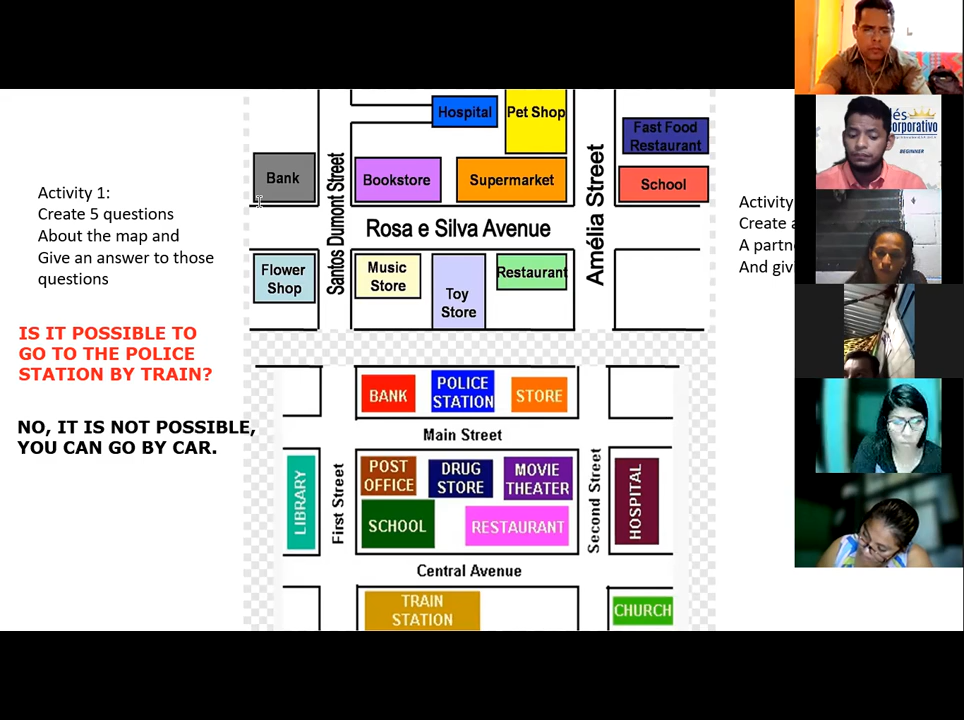 Activity 1:
Create 5 questions
About the map and
Give an answer to those
questions
IS IT POSSIBLE TO
GO TO THE POLICE
STATION BY TRAIN?
NO, IT IS NOT POSSIBLE,
YOU CAN GO BY CAR.
Hospital
Pet Shop
Fast Food
Restaurant
Bank
Bookstore
Supermarket
School
Santos Dumont Street
Rosa e Silva Avenue
Amélia Street
Flower
Shop
Music
Store
Toy
Store
Restaurant
BANK
POLICE
STATION
STORE
Main Street
LIBRARY
First Street
POST
OFFICE
DRUG
STORE
MOVIE
THEATER
SCHOOL
RESTAURANT
Second Street
HOSPITAL
Central Avenue
TRAIN
STATION
CHURCH
Activity
Create
A
And
BEGINNER